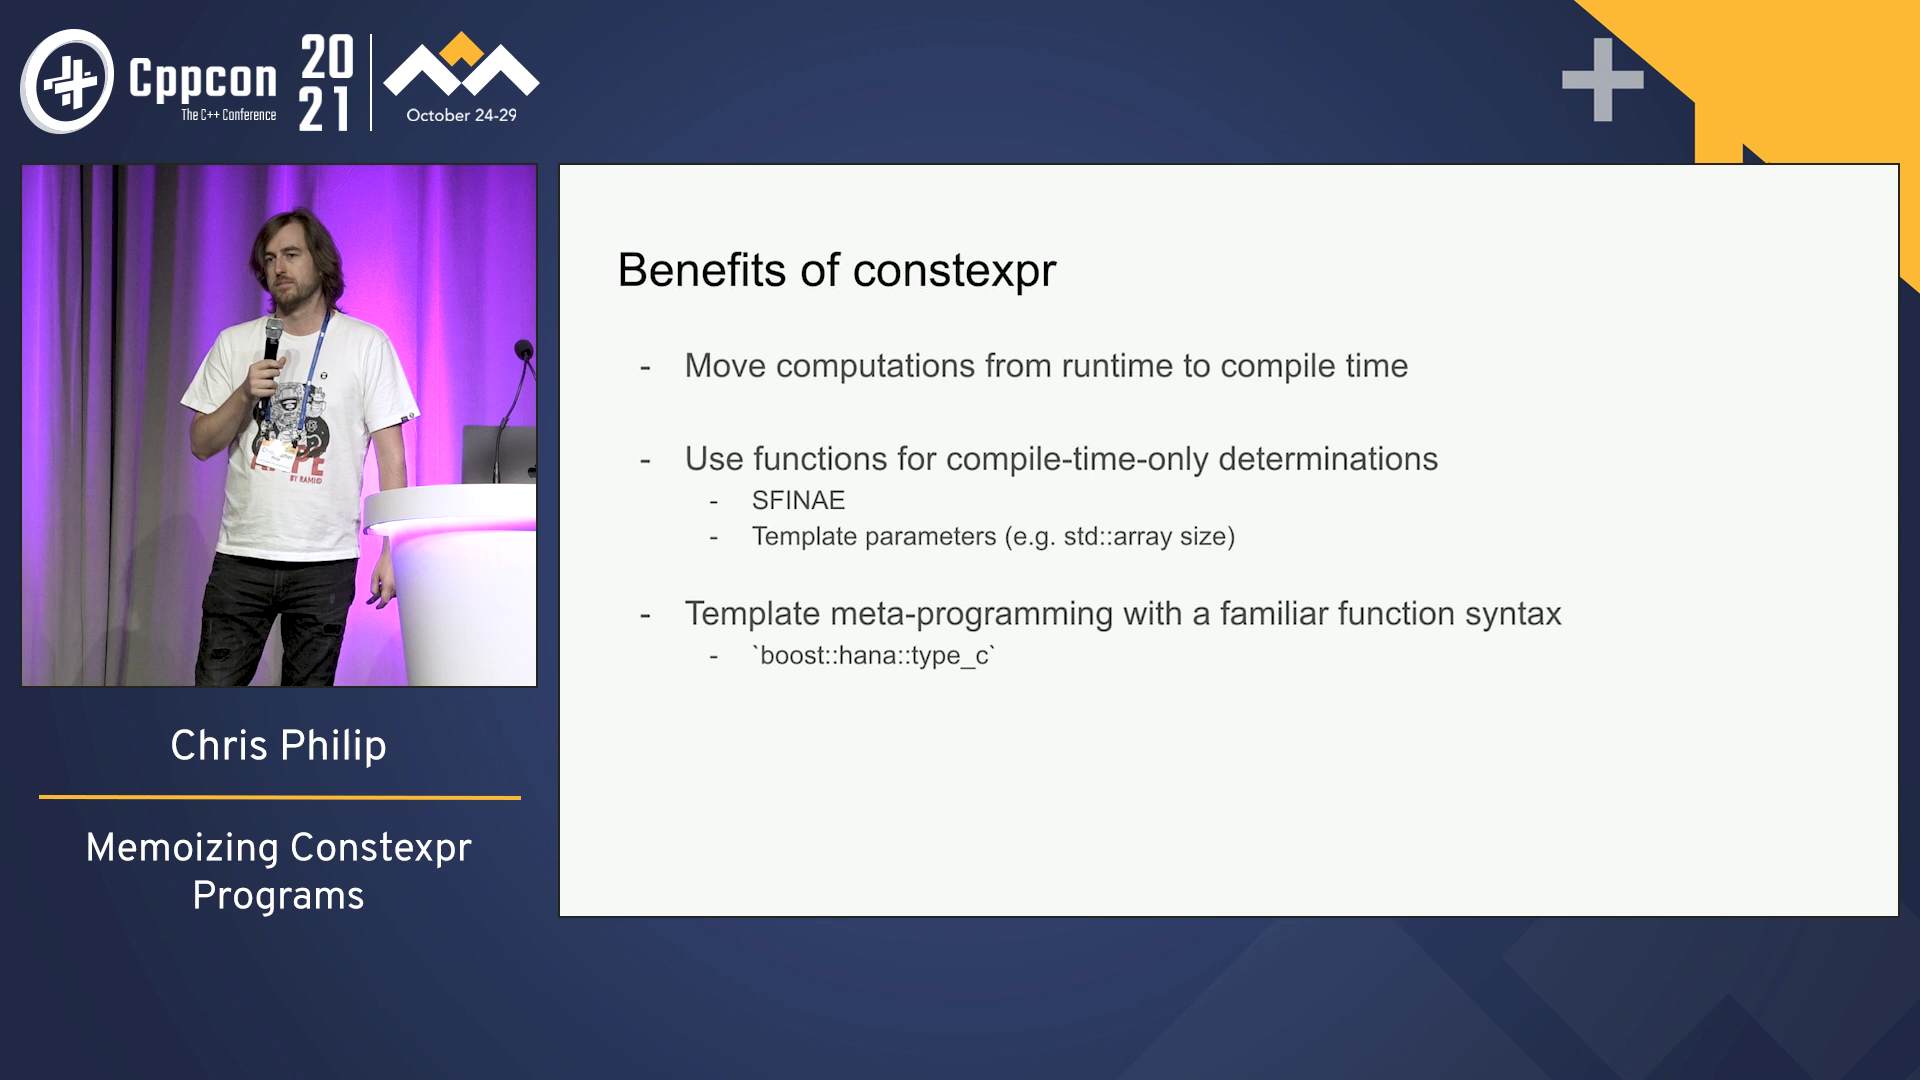 Cppcon
The C++ Conference
20
21
October 24-29
BY RAMI©
Benefits of constexpr
- Move computations from runtime to compile time
- Use functions for compile-time-only determinations
- SFINAE
- Template parameters (e.g. std::array size)
- Template meta-programming with a familiar function syntax
- `boost::hana::type_c`
Chris Philip
Memoizing Constexpr
Programs